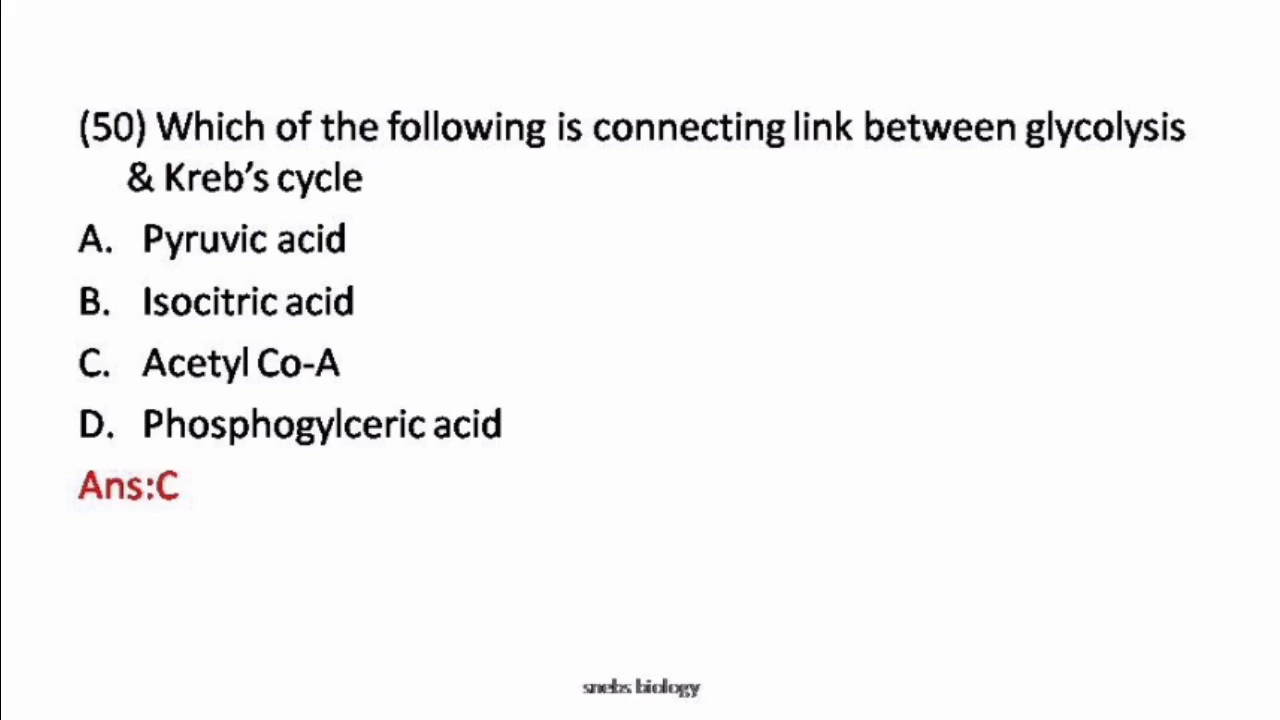 (50) Which of the following is connecting link between glycolysis
& Kreb’s cycle
A. Pyruvic acid
B. Isocitric acid
C. Acetyl Co-A
D. Phosphogylceric acid
Ans:C
snebs biology